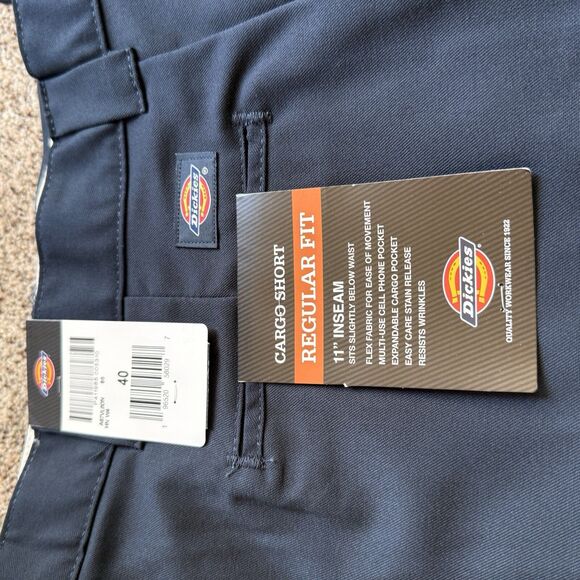 Dickies
®
CARGO SHORT
REGULAR FIT
11" INSEAM
SITS SLIGHTLY BELOW WAIST
FLEX FABRIC FOR EASE OF MOVEMENT
MULTI-USE CELL PHONE POCKET
EXPANDABLE CARGO POCKET
EASY CARE STAIN RELEASE
RESISTS WRINKLES
Dickies
®
QUALITY WORKWEAR SINCE 1922
Dickies
40